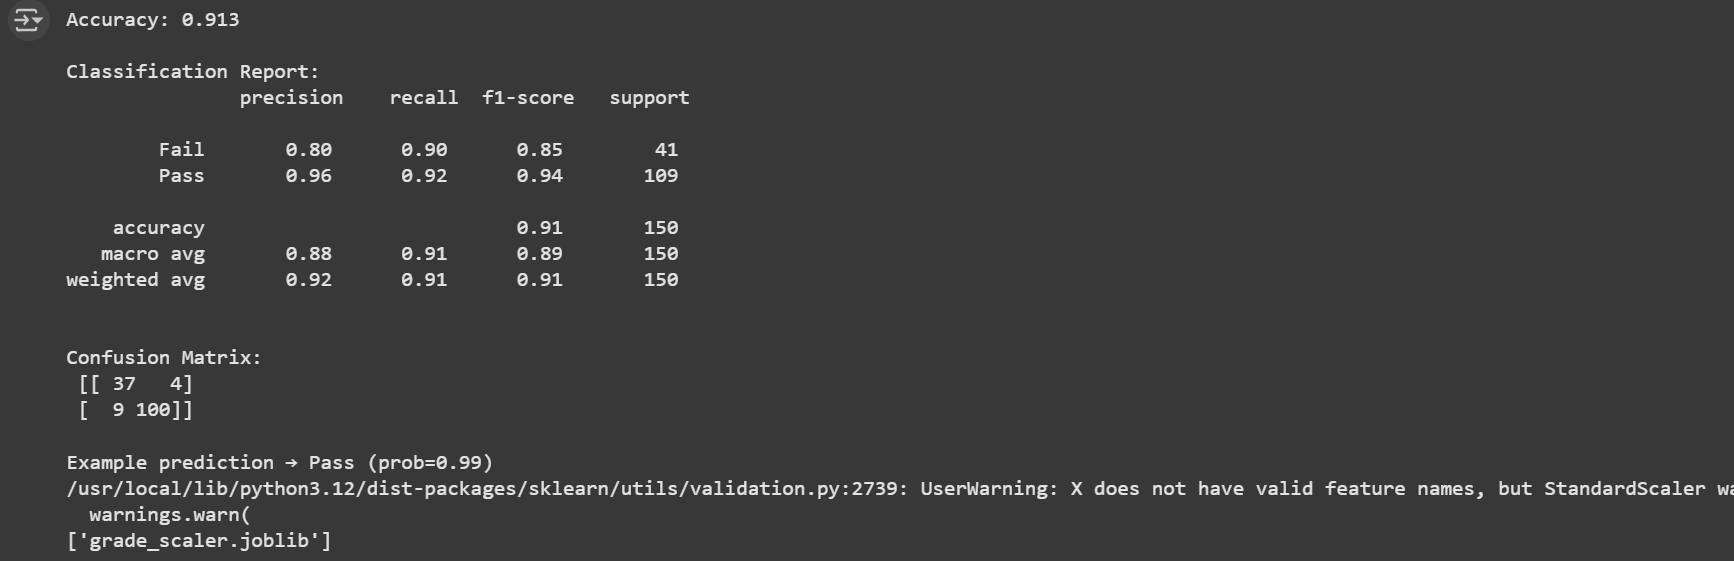 Accuracy: 0.913
Classification Report:
precision recall f1-score support
Fail 0.80 0.90 0.85 41
Pass 0.96 0.92 0.94 109
accuracy 0.91 150
macro avg 0.88 0.91 0.89 150
weighted avg 0.92 0.91 0.91 150
Confusion Matrix:
[[ 37 4]
[ 9 100]]
Example prediction → Pass (prob=0.99)
/usr/local/lib/python3.12/dist-packages/sklearn/utils/validation.py:2739: UserWarning: X does not have valid feature names, but StandardScaler
warnings.warn(
['grade_scaler.joblib']